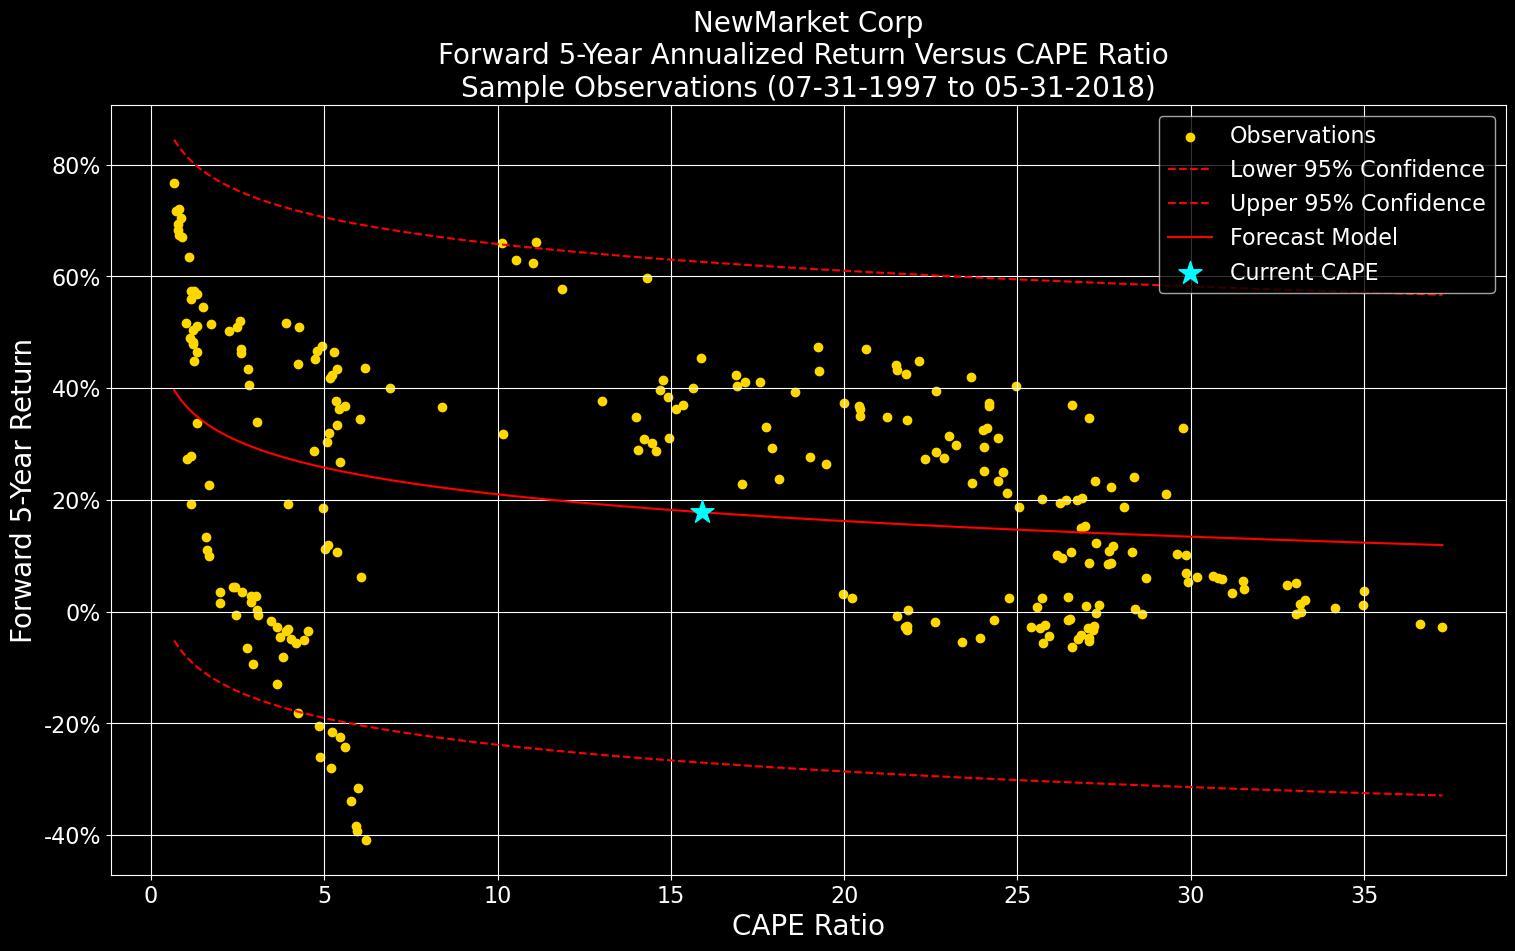 NewMarket Corp
Forward 5-Year Annualized Return Versus CAPE Ratio
Sample Observations (07-31-1997 to 05-31-2018)
Observations
Lower 95% Confidence
Upper 95% Confidence
Forecast Model
Current CAPE
Forward 5-Year Return
80%
60%
40%
20%
0%
-20%
-40%
0
5
10
15
20
25
30
35
CAPE Ratio